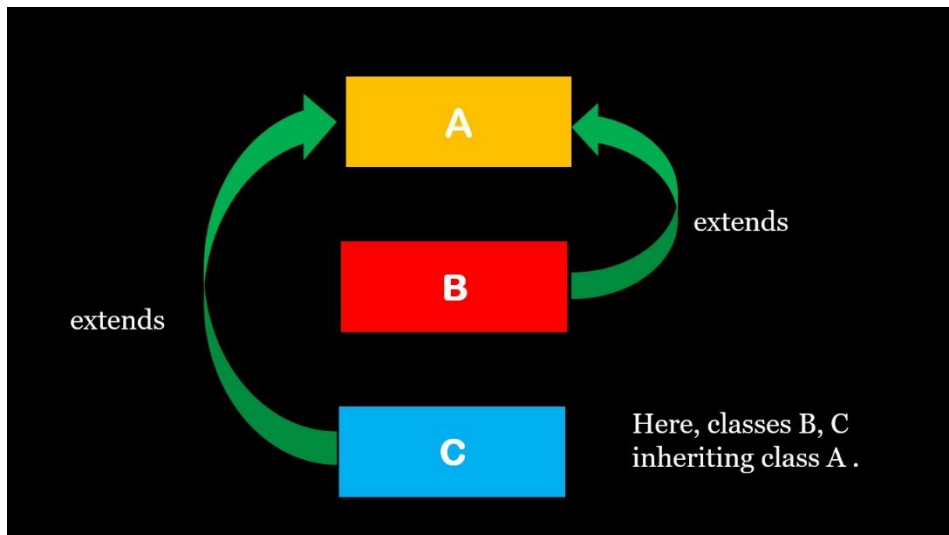 A
extends
B
extends
C
Here, classes B, C
inheriting class A .